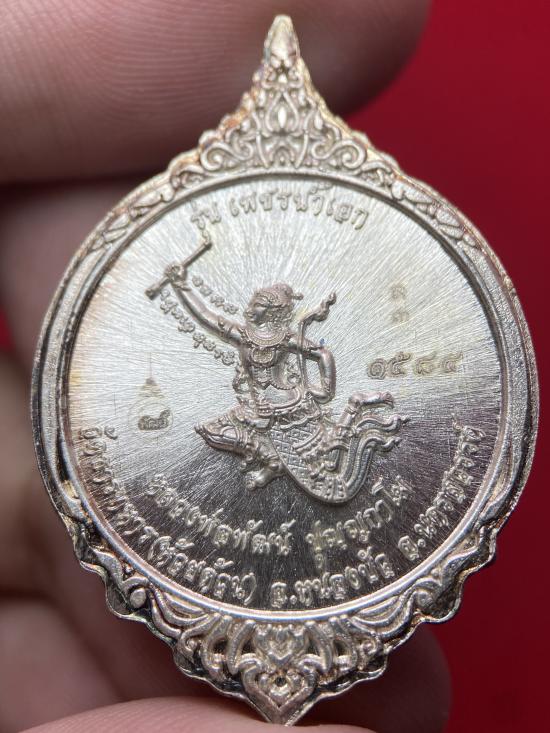 รุ่น เพชรน้ำเอก
๑๕๘๔
หลวงพ่อพัฒน์ ปุญญกาโม
วัดธารทหาร(ห้วยด้วน) อ.หนองบัว จ.นครสวรรค์